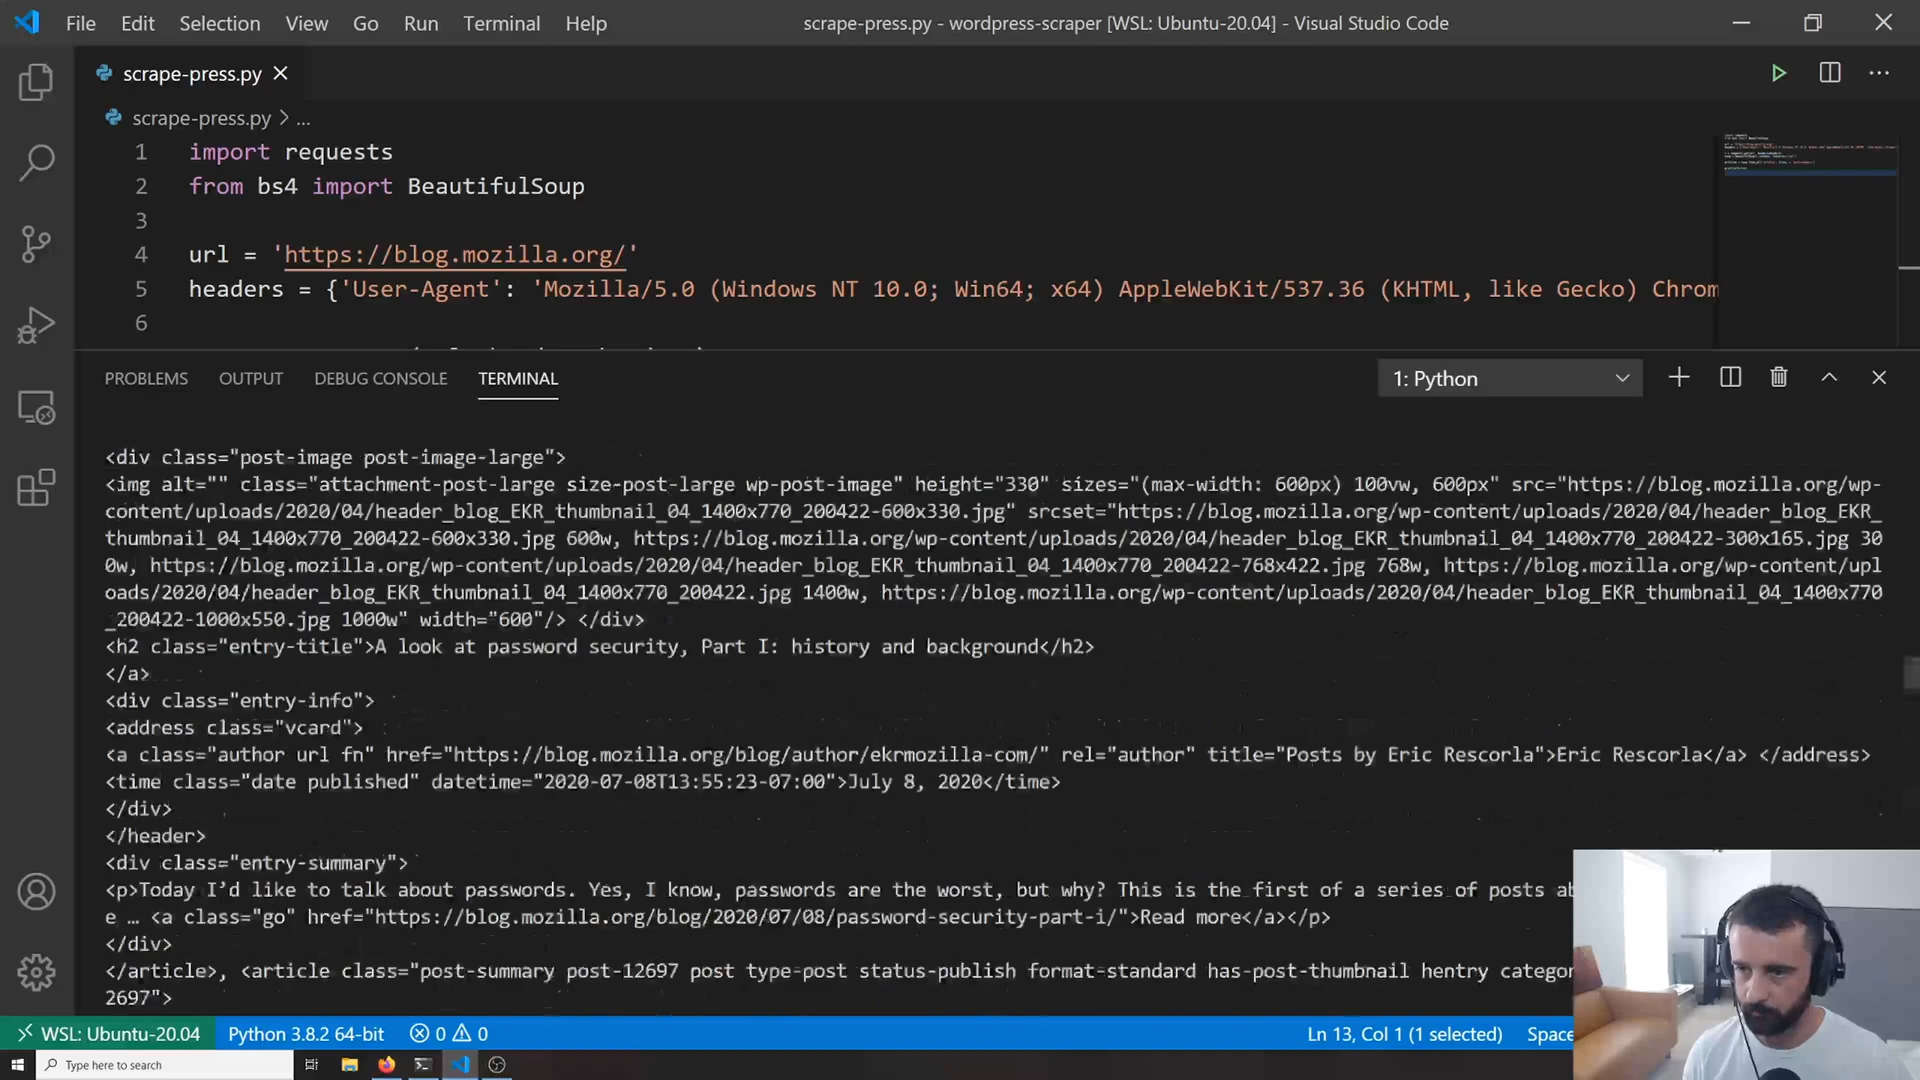 File Edit Selection View Go Run Terminal Help scrape-press.py - wordpress-scraper [WSL: Ubuntu-20.04] - Visual Studio Code
scrape-press.py
scrape-press.py > ...
1 import requests
2 from bs4 import BeautifulSoup
3
4 url = 'https://blog.mozilla.org/'
5 headers = {'User-Agent': 'Mozilla/5.0 (Windows NT 10.0; Win64; x64) AppleWebKit/537.36 (KHTML, like Gecko) Chrom
6
PROBLEMS OUTPUT DEBUG CONSOLE TERMINAL 1: Python
<div class="post-image post-image-large">
<img alt="" class="attachment-post-large size-post-large wp-post-image" height="330" sizes="(max-width: 600px) 100vw, 600px" src="https://blog.mozilla.org/wp-
content/uploads/2020/04/header_blog_EKR_thumbnail_04_1400x770_200422-600x330.jpg" srcset="https://blog.mozilla.org/wp-content/uploads/2020/04/header_blog_EKR_
thumbnail_04_1400x770_200422-600x330.jpg 600w, https://blog.mozilla.org/wp-content/uploads/2020/04/header_blog_EKR_thumbnail_04_1400x770_200422-300x165.jpg 30
0w, https://blog.mozilla.org/wp-content/uploads/2020/04/header_blog_EKR_thumbnail_04_1400x770_200422-768x422.jpg 768w, https://blog.mozilla.org/wp-content/upl
oads/2020/04/header_blog_EKR_thumbnail_04_1400x770_200422.jpg 1400w, https://blog.mozilla.org/wp-content/uploads/2020/04/header_blog_EKR_thumbnail_04_1400x770
_200422-1000x550.jpg 1000w" width="600"/> </div>
<h2 class="entry-title">A look at password security, Part I: history and background</h2>
</a>
<div class="entry-info">
<address class="vcard">
<a class="author url fn" href="https://blog.mozilla.org/blog/author/ekrmozilla-com/" rel="author" title="Posts by Eric Rescorla">Eric Rescorla</a> </address>
<time class="date published" datetime="2020-07-08T13:55:23-07:00">July 8, 2020</time>
</div>
</header>
<div class="entry-summary">
<p>Today I’d like to talk about passwords. Yes, I know, passwords are the worst, but why? This is the first of a series of posts ab
e … <a class="go" href="https://blog.mozilla.org/blog/2020/07/08/password-security-part-i/">Read more</a></p>
</div>
</article>, <article class="post-summary post-12697 post type-post status-publish format-standard has-post-thumbnail hentry categor
2697">
WSL: Ubuntu-20.04 Python 3.8.2 64-bit 0 0 Ln 13, Col 1 (1 selected) Space
Type here to search